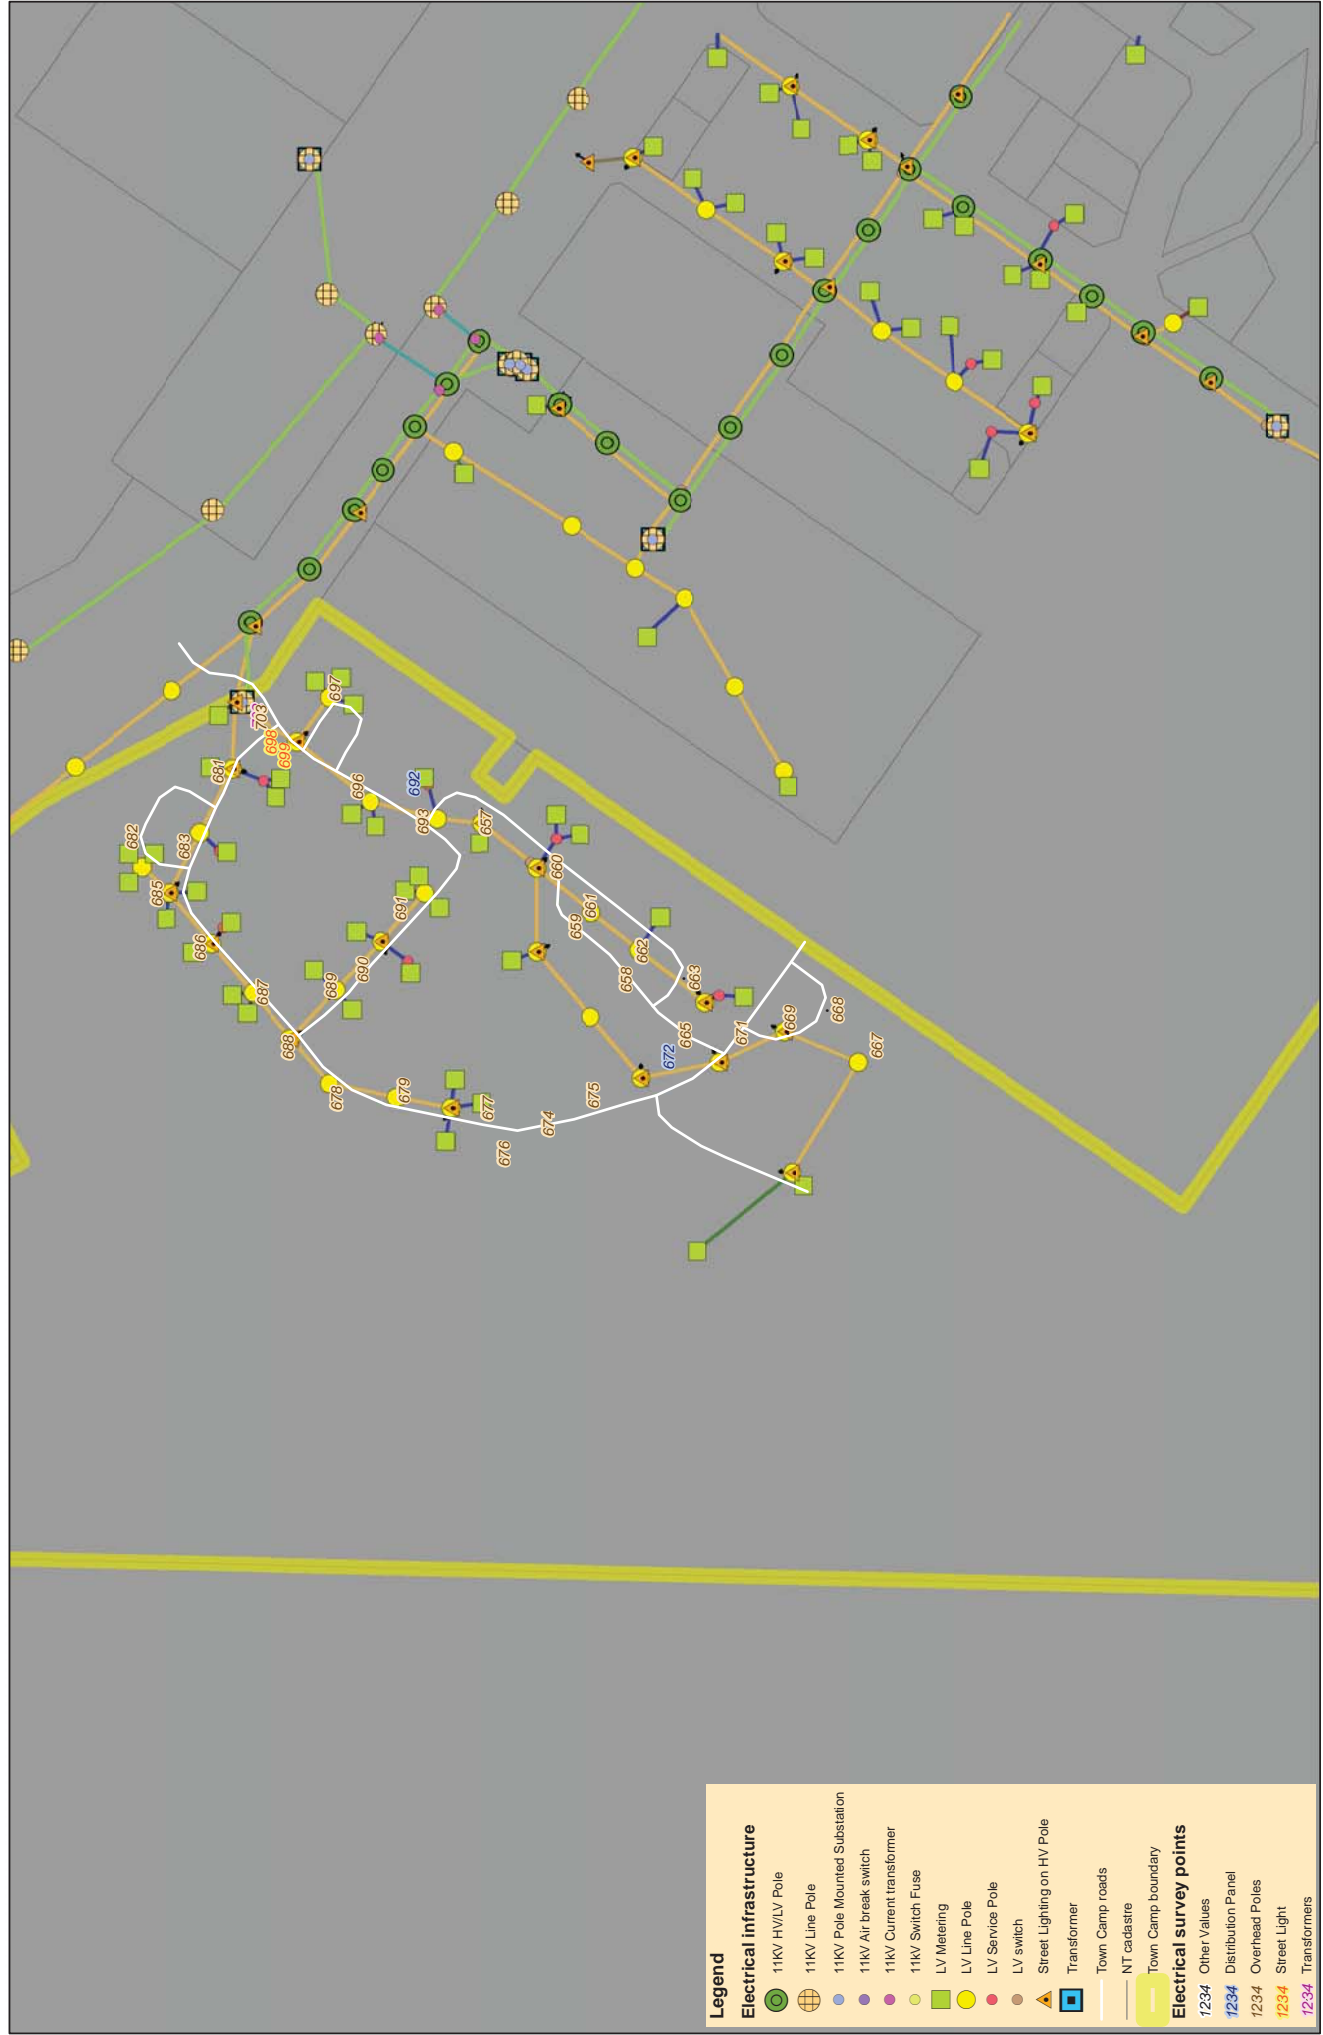 703
698
699
697
681
696
692
682
683
693
657
685
660
691
661
659
686
662
690
658
663
689
687
665
671
669
668
688
672
667
678
679
675
677
674
676
Legend
Electrical infrastructure
11KV HV/LV Pole
11KV Line Pole
11KV Pole Mounted Substation
11KV Air break switch
11KV Current transformer
11KV Switch Fuse
LV Metering
LV Line Pole
LV Service Pole
LV switch
Street Lighting on HV Pole
Transformer
Town Camp roads
NT cadastre
Town Camp boundary
Electrical survey points
1234 Other Values
1234 Distribution Panel
1234 Overhead Poles
1234 Street Light
1234 Transformers